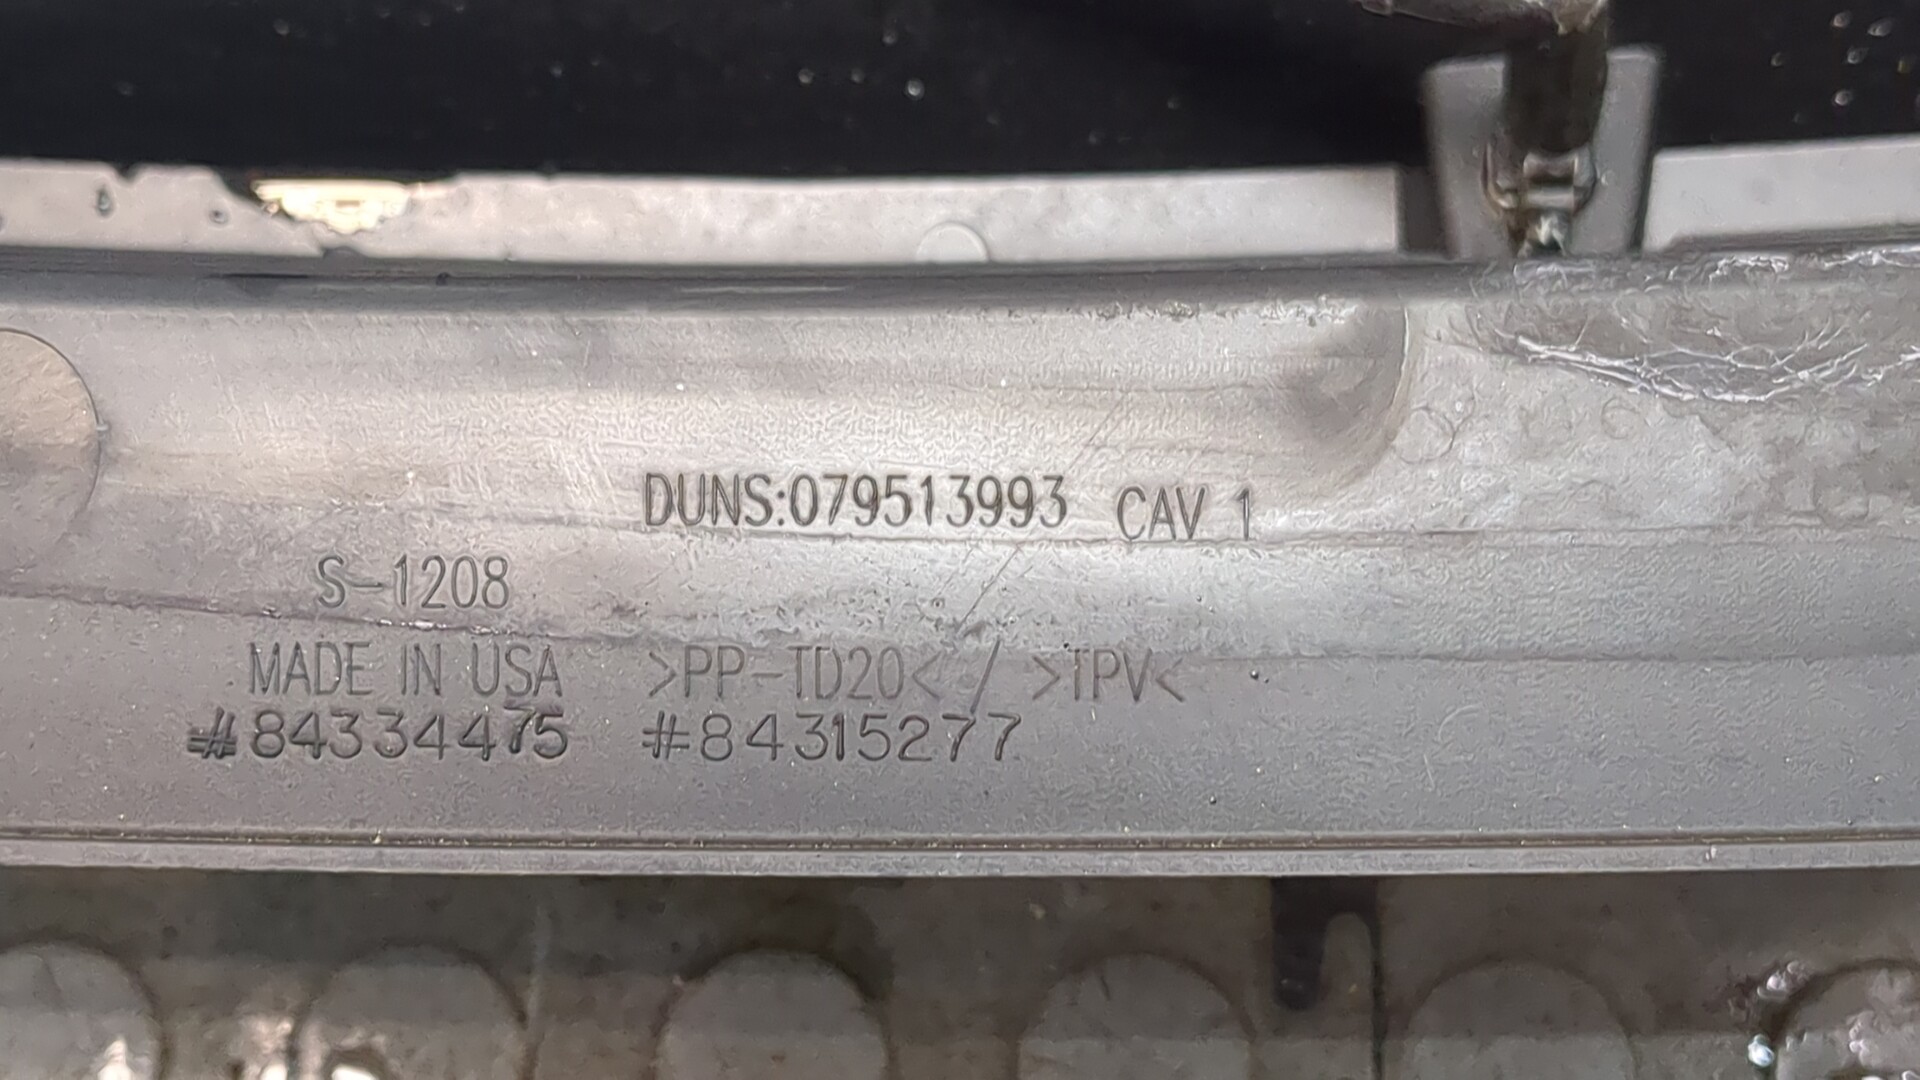 DUNS:079513993 CAV 1
S-1208
MADE IN USA >PP-TD20< / >TPV<
#84334475 #84315277